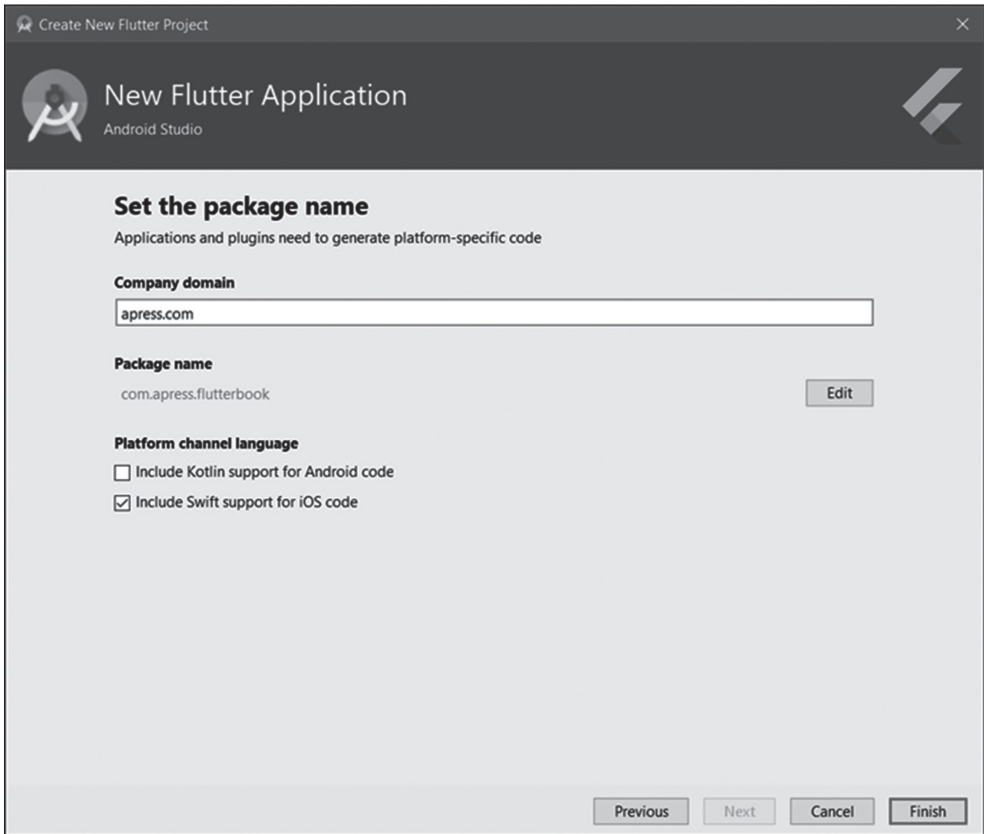 Create New Flutter Project
New Flutter Application
Android Studio
Set the package name
Applications and plugins need to generate platform-specific code
Company domain
apress.com
Package name
com.apress.flutterbook
Edit
Platform channel language
Include Kotlin support for Android code
Include Swift support for iOS code
Previous
Next
Cancel
Finish